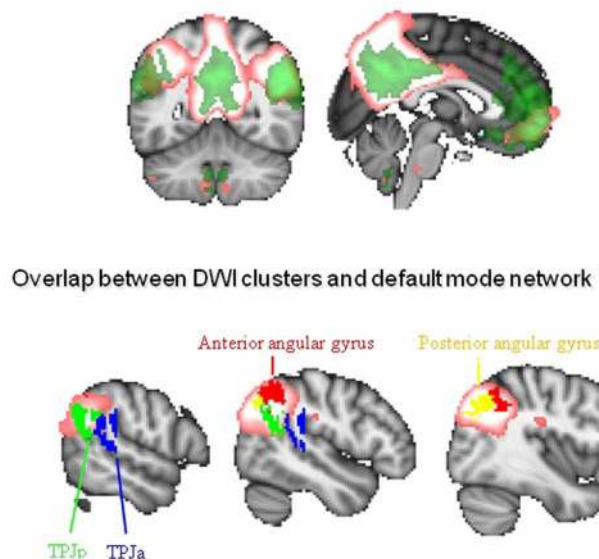 Overlap between DWI clusters and default mode network
Anterior angular gyrus
Posterior angular gyrus
TPJp
TPJa